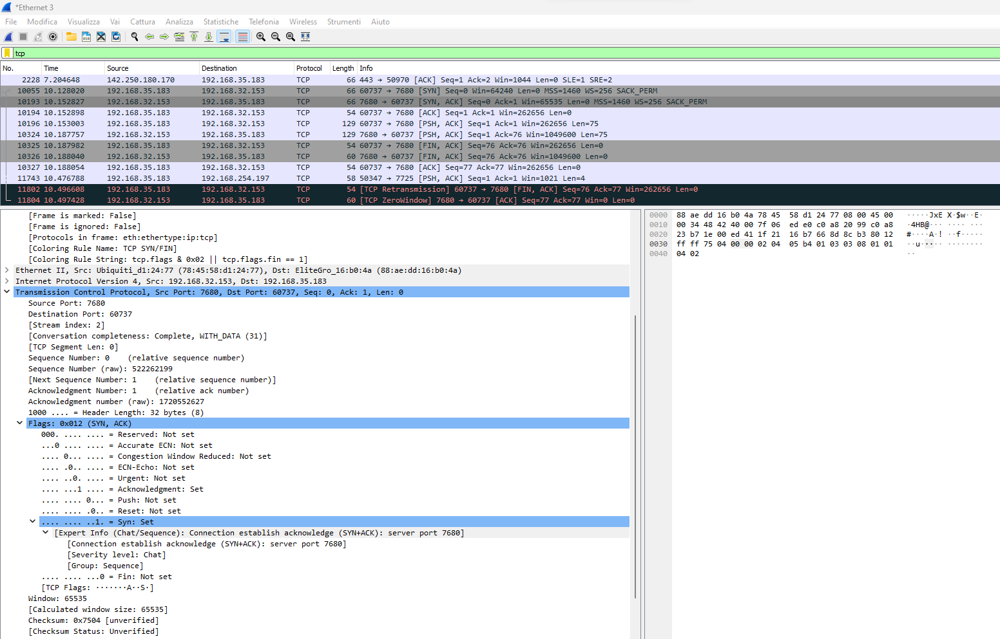 *Ethernet 3
File Modifica Visualizza Vai Cattura Analizza Statistiche Telefonia Wireless Strumenti Aiuto
tcp
No. Time Source Destination Protocol Length Info
2228 7.204648 142.250.180.170 192.168.35.183 TCP 66 443 → 50970 [ACK] Seq=1 Ack=2 Win=1044 Len=0 SLE=1 SRE=2
10055 10.128020 192.168.35.183 192.168.32.153 TCP 66 60737 → 7680 [SYN] Seq=0 Win=64240 Len=0 MSS=1460 WS=256 SACK_PERM
10193 10.152827 192.168.32.153 192.168.35.183 TCP 66 7680 → 60737 [SYN, ACK] Seq=0 Ack=1 Win=65535 Len=0 MSS=1460 WS=256 SACK_PERM
10194 10.152898 192.168.35.183 192.168.32.153 TCP 54 60737 → 7680 [ACK] Seq=1 Ack=1 Win=262656 Len=0
10196 10.153003 192.168.35.183 192.168.32.153 TCP 129 60737 → 7680 [PSH, ACK] Seq=1 Ack=1 Win=262656 Len=75
10324 10.187757 192.168.32.153 192.168.35.183 TCP 129 7680 → 60737 [PSH, ACK] Seq=1 Ack=76 Win=1049600 Len=75
10325 10.187982 192.168.35.183 192.168.32.153 TCP 54 60737 → 7680 [FIN, ACK] Seq=76 Ack=76 Win=262656 Len=0
10326 10.188040 192.168.32.153 192.168.35.183 TCP 60 7680 → 60737 [FIN, ACK] Seq=76 Ack=76 Win=1049600 Len=0
10327 10.188054 192.168.35.183 192.168.32.153 TCP 54 60737 → 7680 [ACK] Seq=77 Ack=77 Win=262656 Len=0
11743 10.476788 192.168.35.183 192.168.254.197 TCP 58 50347 → 7725 [PSH, ACK] Seq=1 Ack=1 Win=1021 Len=4
11802 10.496608 192.168.35.183 192.168.32.153 TCP 54 [TCP Retransmission] 60737 → 7680 [FIN, ACK] Seq=76 Ack=77 Win=262656 Len=0
11804 10.497428 192.168.32.153 192.168.35.183 TCP 60 [TCP ZeroWindow] 7680 → 60737 [ACK] Seq=77 Ack=77 Win=0 Len=0
[Frame is marked: False]
[Frame is ignored: False]
[Protocols in frame: eth:ethertype:ip:tcp]
[Coloring Rule Name: TCP SYN/FIN]
[Coloring Rule String: tcp.flags & 0x02 || tcp.flags.fin == 1]
Ethernet II, Src: Ubiquiti_d1:24:77 (78:45:58:d1:24:77), Dst: EliteGro_16:b0:4a (88:ae:dd:16:b0:4a)
Internet Protocol Version 4, Src: 192.168.32.153, Dst: 192.168.35.183
Transmission Control Protocol, Src Port: 7680, Dst Port: 60737, Seq: 0, Ack: 1, Len: 0
Source Port: 7680
Destination Port: 60737
[Stream index: 2]
[Conversation completeness: Complete, WITH_DATA (31)]
[TCP Segment Len: 0]
Sequence Number: 0 (relative sequence number)
Sequence Number (raw): 522262199
[Next Sequence Number: 1 (relative sequence number)]
Acknowledgment Number: 1 (relative ack number)
Acknowledgment number (raw): 1720552627
1000 .... = Header Length: 32 bytes (8)
Flags: 0x012 (SYN, ACK)
000. .... .... = Reserved: Not set
...0 .... .... = Accurate ECN: Not set
.... 0... .... = Congestion Window Reduced: Not set
.... .0.. .... = ECN-Echo: Not set
.... ..0. .... = Urgent: Not set
.... ...1 .... = Acknowledgment: Set
.... .... 0... = Push: Not set
.... .... .0.. = Reset: Not set
.... .... ..1. = Syn: Set
[Expert Info (Chat/Sequence): Connection establish acknowledge (SYN+ACK): server port 7680]
[Connection establish acknowledge (SYN+ACK): server port 7680]
[Severity level: Chat]
[Group: Sequence]
.... .... ...0 = Fin: Not set
[TCP Flags: ·······A··S·]
Window: 65535
[Calculated window size: 65535]
Checksum: 0x7504 [unverified]
[Checksum Status: Unverified]
0000 88 ae dd 16 b0 4a 78 45 58 d1 24 77 08 00 45 00 ·····JxE X·$w··E·
0010 00 34 48 42 40 00 7f 06 ed e0 c0 a8 20 99 c0 a8 ·4HB@··· ···· ···
0020 23 b7 1e 00 ed 41 1f 21 16 b7 66 8d 8c b3 80 12 #····A·! ··f·····
0030 ff ff 75 04 00 00 02 04 05 b4 01 03 03 08 01 01 ··u····· ········
0040 04 02 ··